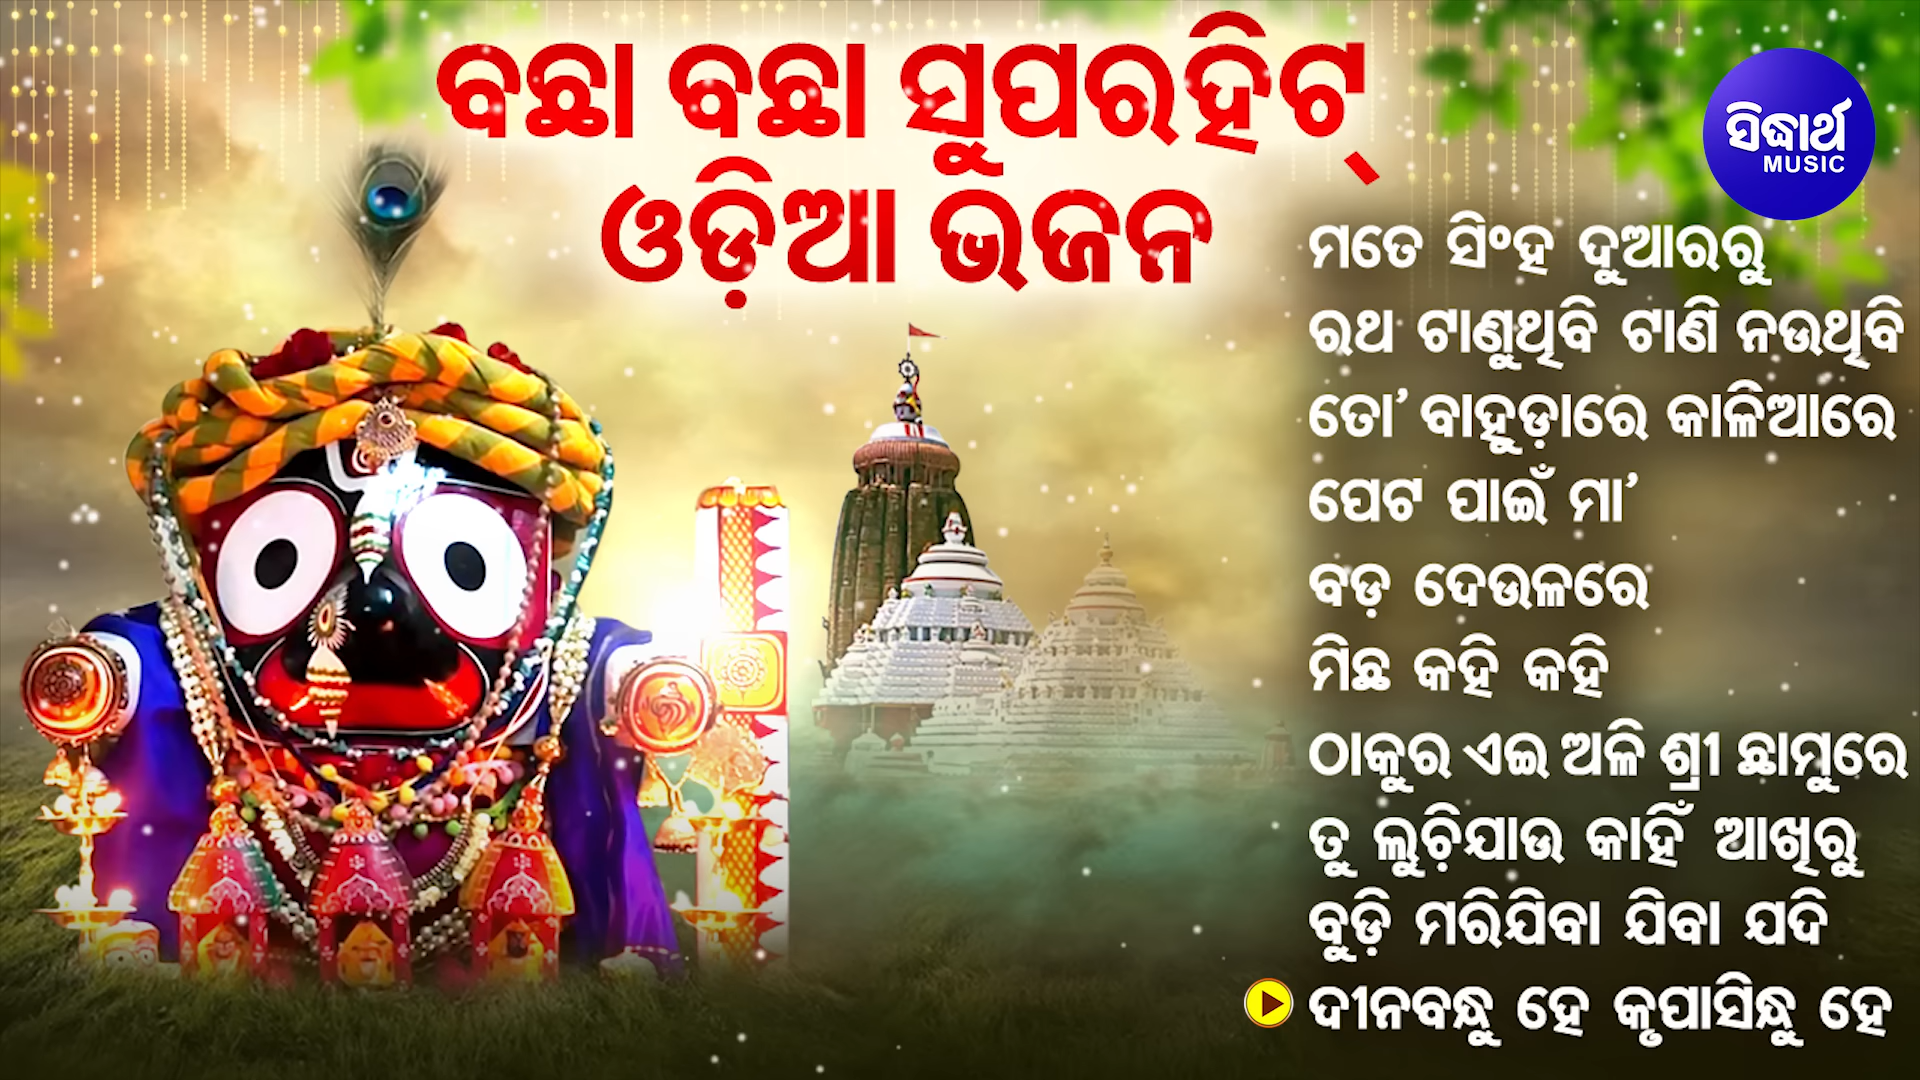 ବଛା ବଛା ସୁପରହିଟ୍
ଓଡ଼ିଆ ଭଜନ
ସିଦ୍ଧାର୍ଥ
MUSIC
ମତେ ସିଂହ ଦୁଆରରୁ
ରଥ ଟାଣୁଥିବି ଟାଣି ନଉଥିବି
ତୋ' ବାହୁଡ଼ାରେ କାଳିଆରେ
ପେଟ ପାଇଁ ମା'
ବଡ଼ ଦେଉଳରେ
ମିଛ କହି କହି
ଠାକୁର ଏଇ ଅଳି ଶ୍ରୀ ଛାମୁରେ
ତୁ ଲୁଚ଼ିଯାଉ କାହିଁ ଆଖିରୁ
ବୁଡ଼ି ମରିଯିବା ଯିବା ଯଦି
ଦୀନବନ୍ଧୁ ହେ କୃପାସିନ୍ଧୁ ହେ